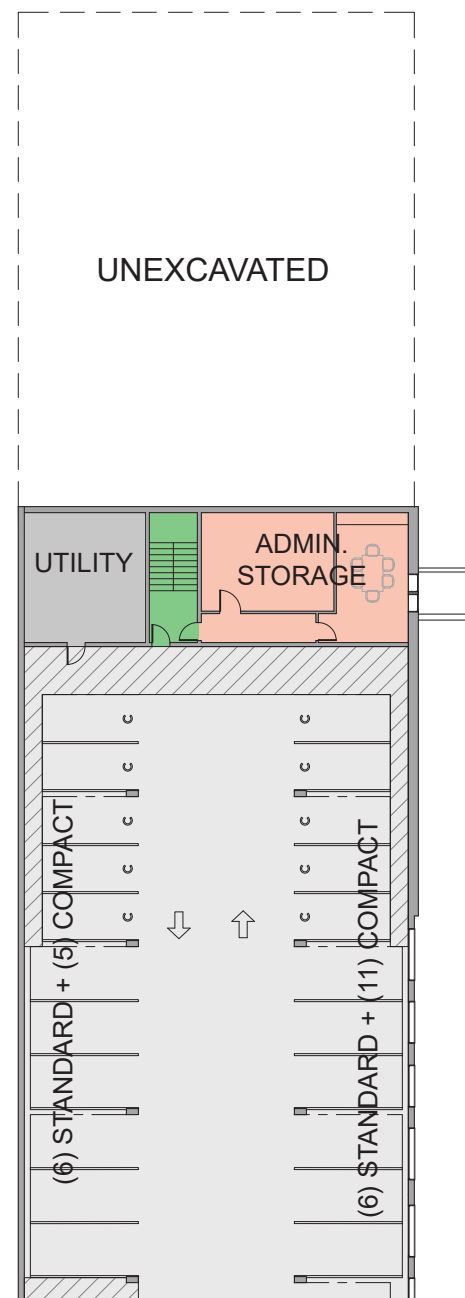 UNEXCAVATED
UTILITY
ADMIN.
STORAGE
C
C
C
C
C
C
C
C
C
C
(6) STANDARD + (5) COMPACT
(6) STANDARD + (11) COMPACT